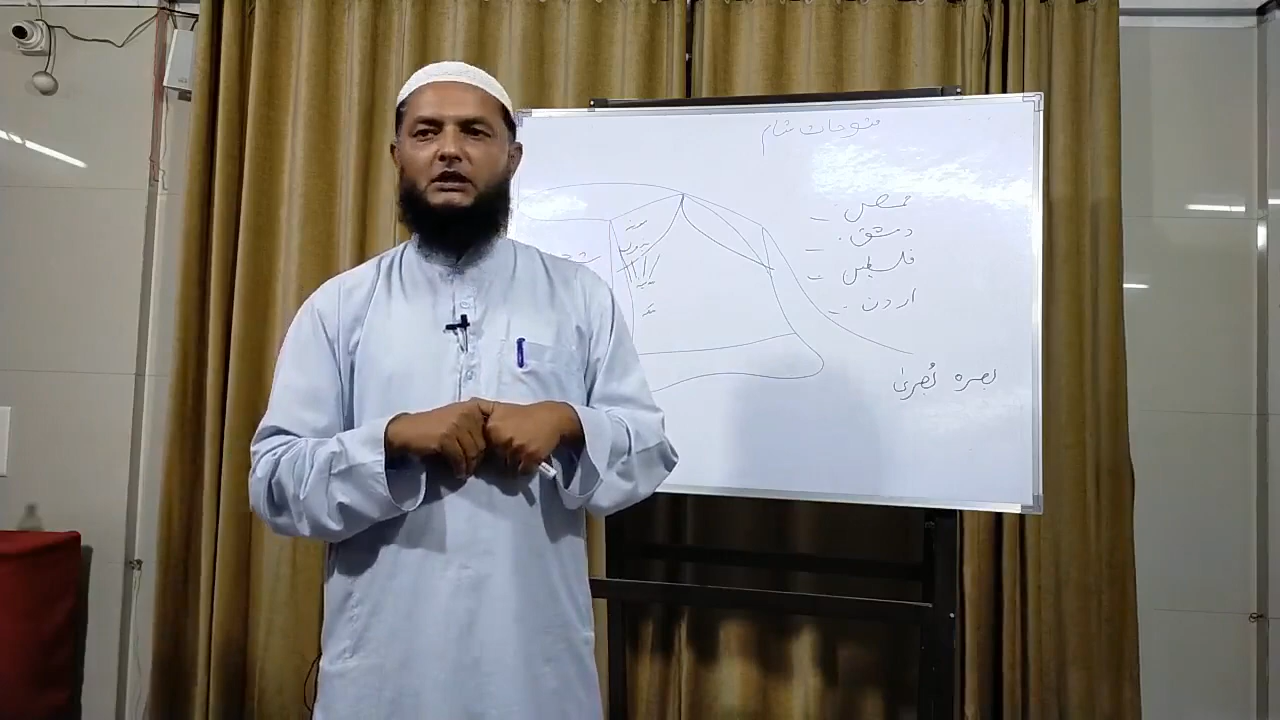 فتوحات شام
حمص
دمشق
فلسطین
اردن
بصرہ بُصریٰ